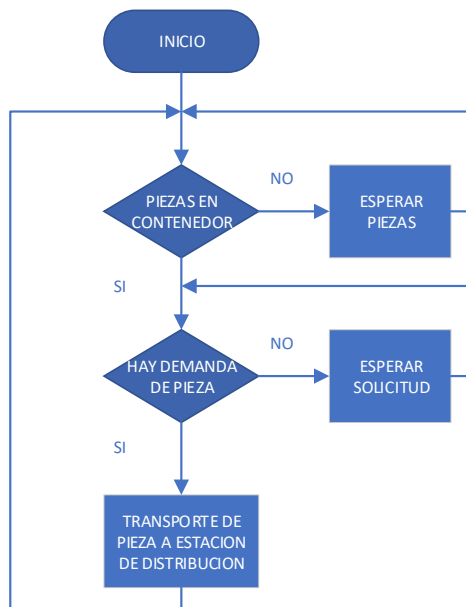 INICIO
PIEZAS EN
CONTENEDOR
NO
ESPERAR
PIEZAS
SI
HAY DEMANDA
DE PIEZA
NO
ESPERAR
SOLICITUD
SI
TRANSPORTE DE
PIEZA A ESTACION
DE DISTRIBUCION